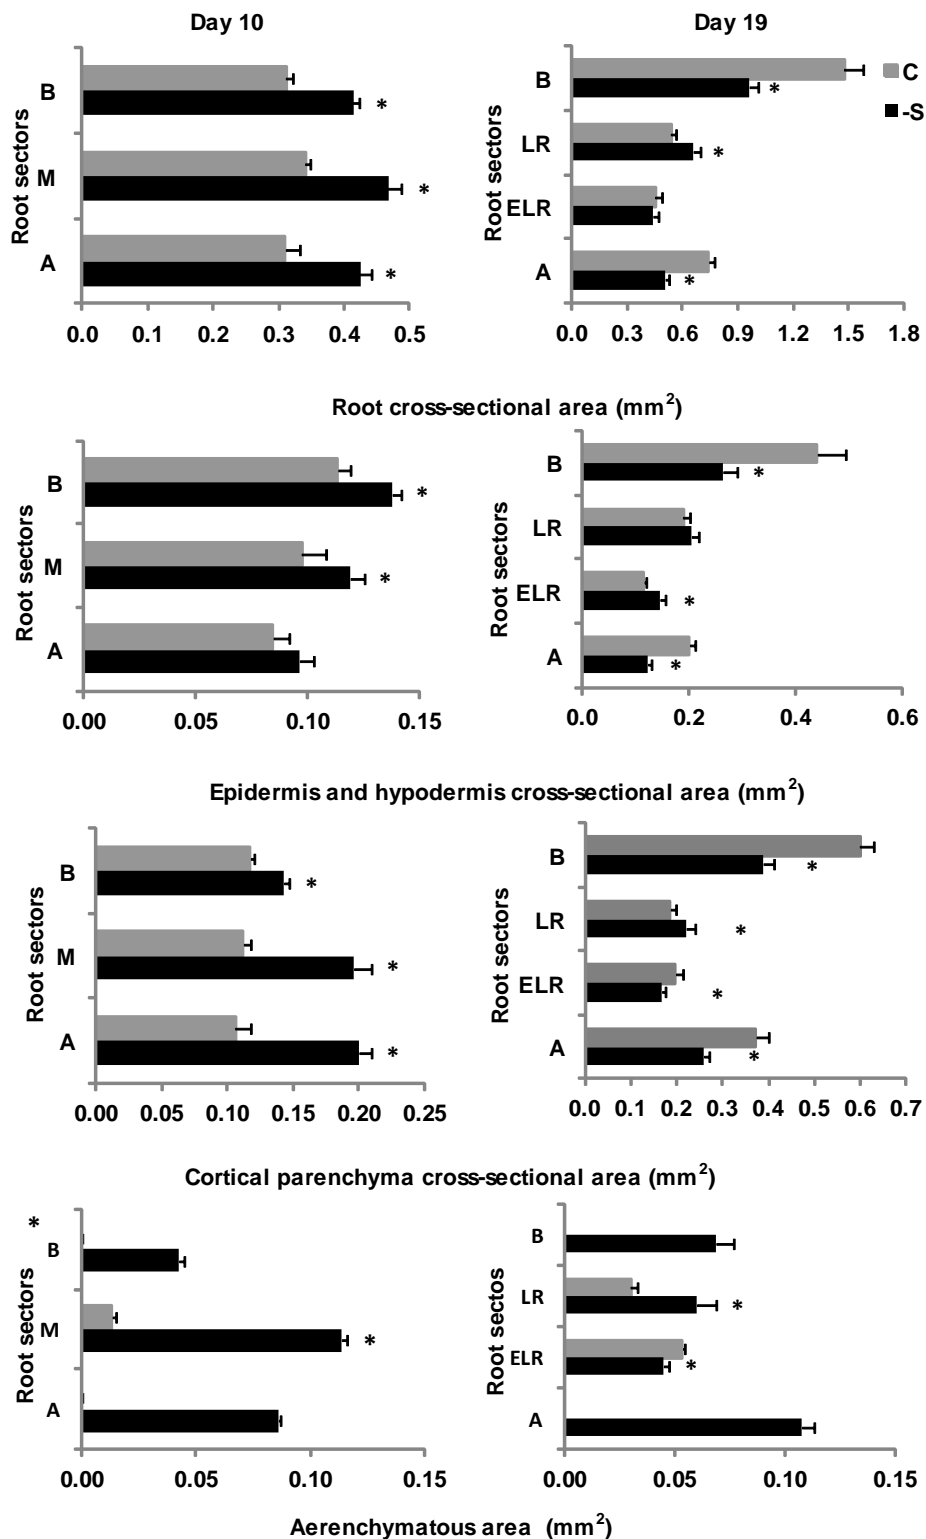 Day 10
Day 19
Root sectors
B
*
M
*
A
*
0.0 0.1 0.2 0.3 0.4 0.5
Root sectors
B
*
LR
*
ELR
A
*
0.0 0.3 0.6 0.9 1.2 1.5 1.8
C
-S
Root cross-sectional area (mm²)
Root sectors
B
*
M
*
A
0.00 0.05 0.10 0.15
Root sectors
B
*
LR
ELR
*
A
*
0.0 0.2 0.4 0.6
Epidermis and hypodermis cross-sectional area (mm²)
Root sectors
B
*
M
*
A
*
0.00 0.05 0.10 0.15 0.20 0.25
Root sectors
B
*
LR
*
ELR
*
A
*
0.0 0.1 0.2 0.3 0.4 0.5 0.6 0.7
Cortical parenchyma cross-sectional area (mm²)
Root sectors
*
B
M
*
A
0.00 0.05 0.10 0.15
Root sectos
B
LR
*
ELR
*
A
0.00 0.05 0.10 0.15
Aerenchymatous area (mm²)